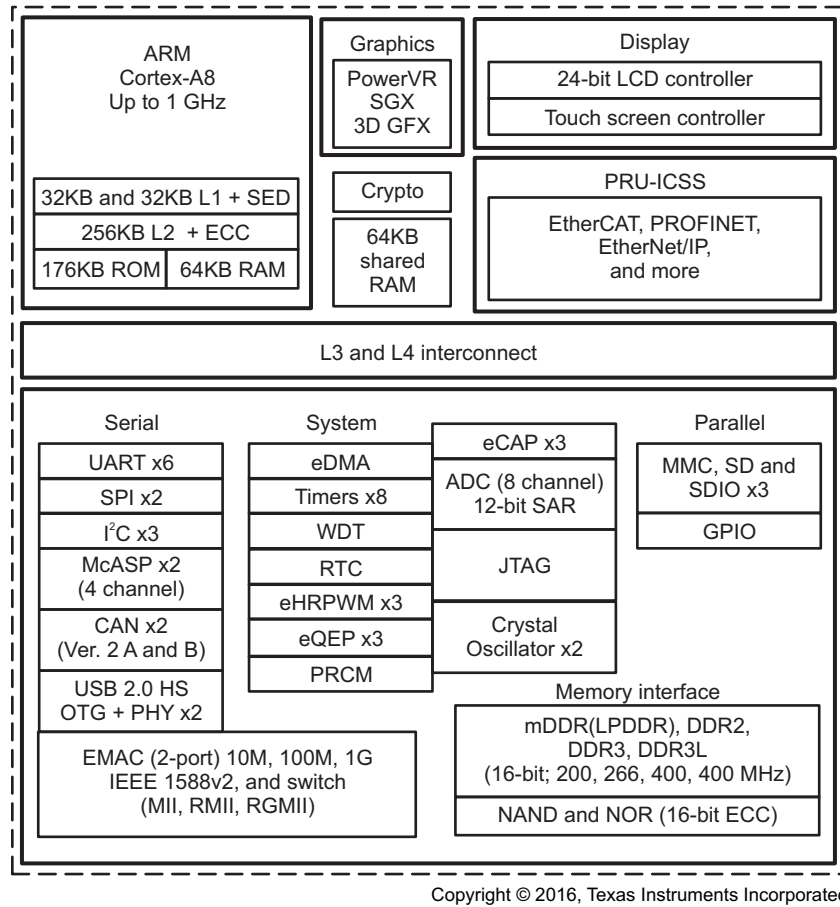 ARM
Cortex-A8
Up to 1 GHz
32KB and 32KB L1 + SED
256KB L2 + ECC
176KB ROM
64KB RAM
Graphics
PowerVR
SGX
3D GFX
Crypto
64KB
shared
RAM
Display
24-bit LCD controller
Touch screen controller
PRU-ICSS
EtherCAT, PROFINET,
EtherNet/IP,
and more
L3 and L4 interconnect
Serial
UART x6
SPI x2
I²C x3
McASP x2
(4 channel)
CAN x2
(Ver. 2 A and B)
USB 2.0 HS
OTG + PHY x2
EMAC (2-port) 10M, 100M, 1G
IEEE 1588v2, and switch
(MII, RMII, RGMII)
System
eDMA
Timers x8
WDT
RTC
eHRPWM x3
eQEP x3
PRCM
eCAP x3
ADC (8 channel)
12-bit SAR
JTAG
Crystal
Oscillator x2
Parallel
MMC, SD and
SDIO x3
GPIO
Memory interface
mDDR(LPDDR), DDR2,
DDR3, DDR3L
(16-bit; 200, 266, 400, 400 MHz)
NAND and NOR (16-bit ECC)
Copyright © 2016, Texas Instruments Incorporated